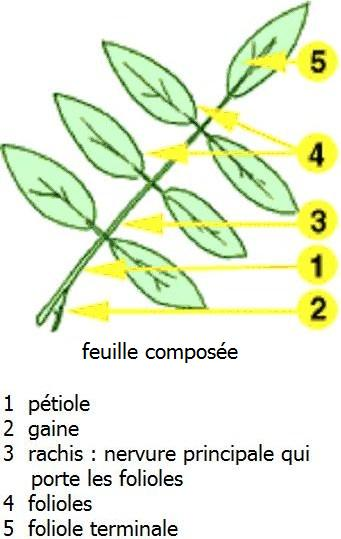 5
4
3
1
2
feuille composée
1 pétiole
2 gaine
3 rachis : nervure principale qui
porte les folioles
4 folioles
5 foliole terminale